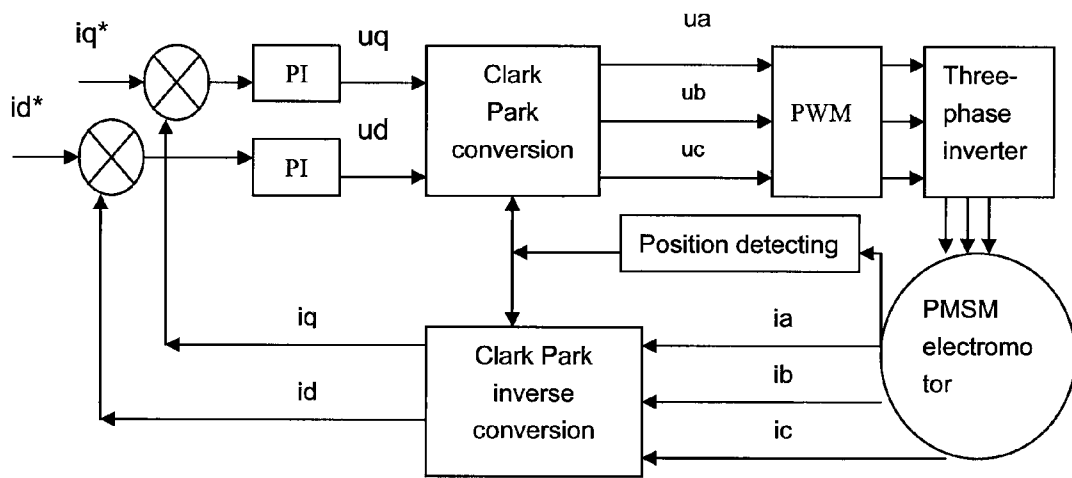 iq*
uq
ua
PI
Clark
Park
conversion
ub
uc
PWM
Three-
phase
inverter
id*
ud
PI
Position detecting
iq
id
Clark Park
inverse
conversion
ia
ib
ic
PMSM
electromo
tor